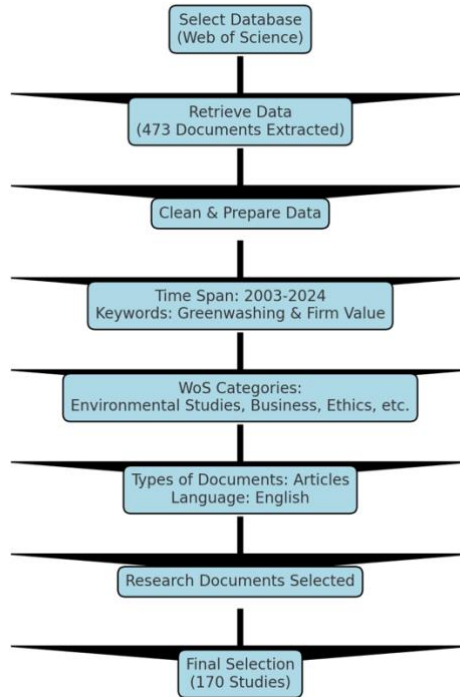 Select Database
(Web of Science)
Retrieve Data
(473 Documents Extracted)
Clean & Prepare Data
Time Span: 2003-2024
Keywords: Greenwashing & Firm Value
WoS Categories:
Environmental Studies, Business, Ethics, etc.
Types of Documents: Articles
Language: English
Research Documents Selected
Final Selection
(170 Studies)